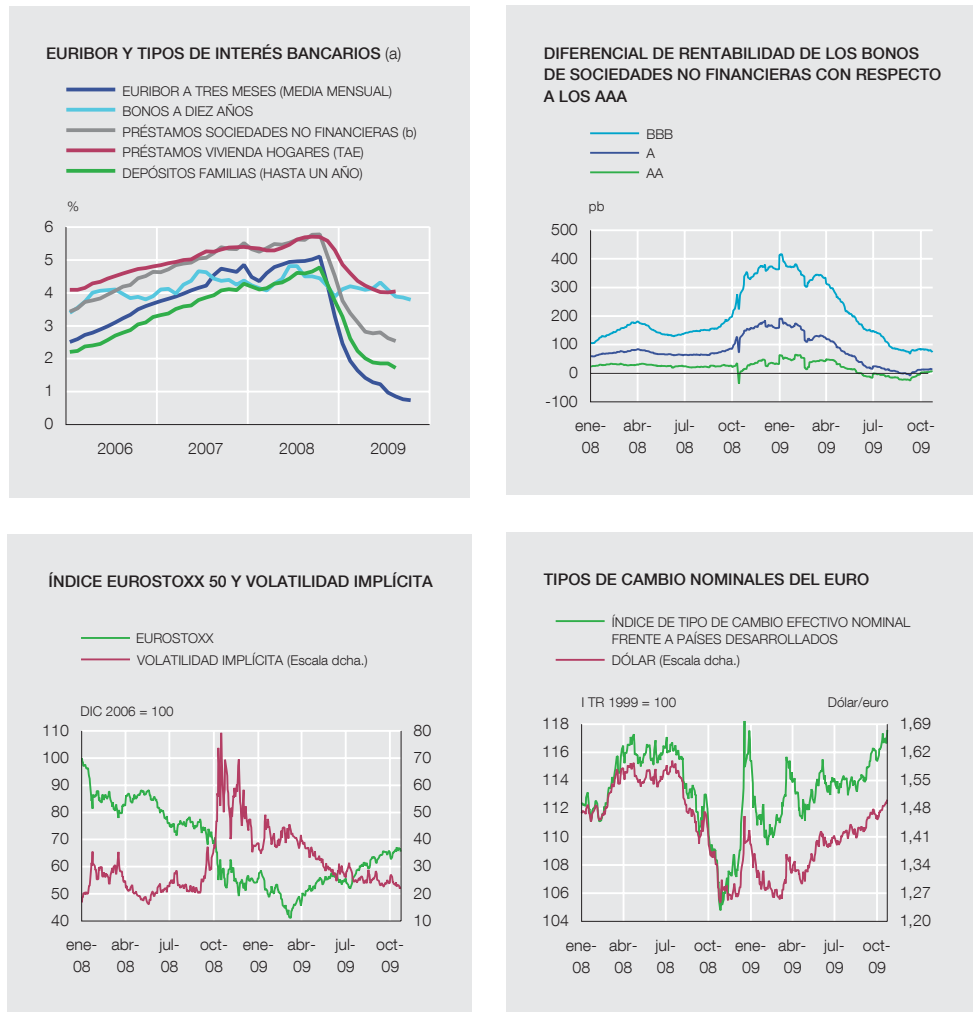 EURIBOR Y TIPOS DE INTERÉS BANCARIOS (a)
EURIBOR A TRES MESES (MEDIA MENSUAL)
BONOS A DIEZ AÑOS
PRÉSTAMOS SOCIEDADES NO FINANCIERAS (b)
PRÉSTAMOS VIVIENDA HOGARES (TAE)
DEPÓSITOS FAMILIAS (HASTA UN AÑO)
%
6
5
4
3
2
1
0
2006 2007 2008 2009
DIFERENCIAL DE RENTABILIDAD DE LOS BONOS
DE SOCIEDADES NO FINANCIERAS CON RESPECTO
A LOS AAA
BBB
A
AA
pb
500
400
300
200
100
0
-100
ene- abr- jul- oct- ene- abr- jul- oct-
08 08 08 08 09 09 09 09
ÍNDICE EUROSTOXX 50 Y VOLATILIDAD IMPLÍCITA
EUROSTOXX
VOLATILIDAD IMPLÍCITA (Escala dcha.)
DIC 2006 = 100
110 80
100 70
90 60
80 50
70 40
60 30
50 20
40 10
ene- abr- jul- oct- ene- abr- jul- oct-
08 08 08 08 09 09 09 09
TIPOS DE CAMBIO NOMINALES DEL EURO
ÍNDICE DE TIPO DE CAMBIO EFECTIVO NOMINAL
FRENTE A PAÍSES DESARROLLADOS
DÓLAR (Escala dcha.)
I TR 1999 = 100 Dólar/euro
118 1,69
116 1,62
114 1,55
112 1,48
110 1,41
108 1,34
106 1,27
104 1,20
ene- abr- jul- oct- ene- abr- jul- oct-
08 08 08 08 09 09 09 09